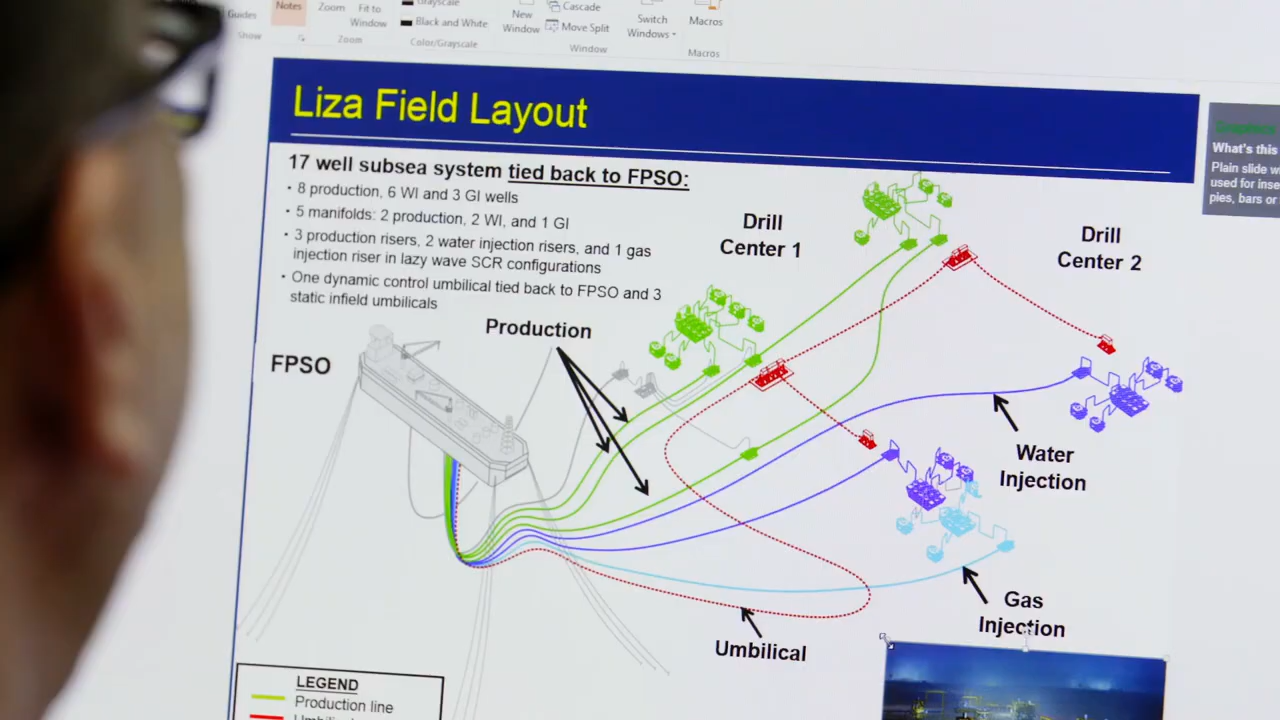 Guides
Show
Notes
Zoom
Fit to
Window
Zoom
Grayscale
Black and White
Color/Grayscale
New
Window
Cascade
Move Split
Window
Switch
Windows
Macros
Macros
Liza Field Layout
17 well subsea system tied back to FPSO:
• 8 production, 6 WI and 3 GI wells
• 5 manifolds: 2 production, 2 WI, and 1 GI
• 3 production risers, 2 water injection risers, and 1 gas
injection riser in lazy wave SCR configurations
• One dynamic control umbilical tied back to FPSO and 3
static infield umbilicals
Drill
Center 1
Drill
Center 2
Production
FPSO
Water
Injection
Gas
Injection
Umbilical
LEGEND
Production line
What's this
Plain slide w
used for inse
pies, bars or